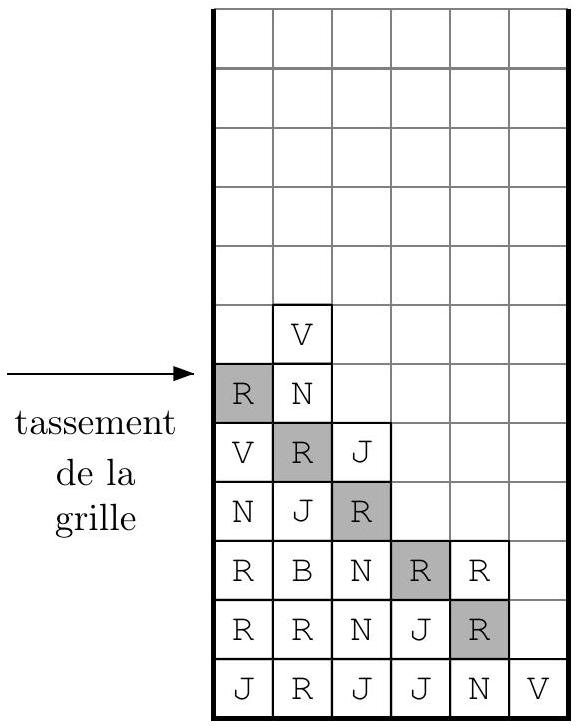 V
R N
tassement
V R J
de la
N J R
grille
R B N R R
R R N J R
J R J J N V